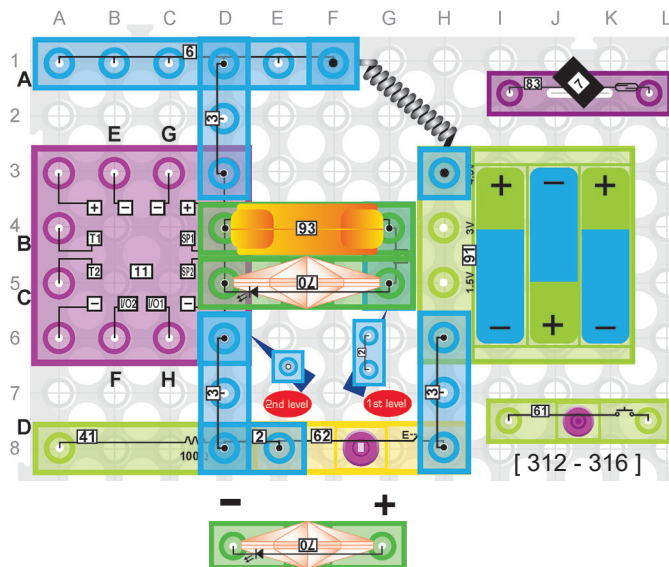 A B C D E F G H I J K L
1 6
A
83 7
2 3
E G
3 4.5V
+ − − + + − +
4 93 3V
B
T1 SP1
11 91
T2 SP2
5 70 1.5V
C
− I/O2 I/O1 −
− + −
6 2
F H
7 3 2nd level 1st level 3
61
D
41 2 62 E-7
8 100Ω
[ 312 - 316 ]
− +
70